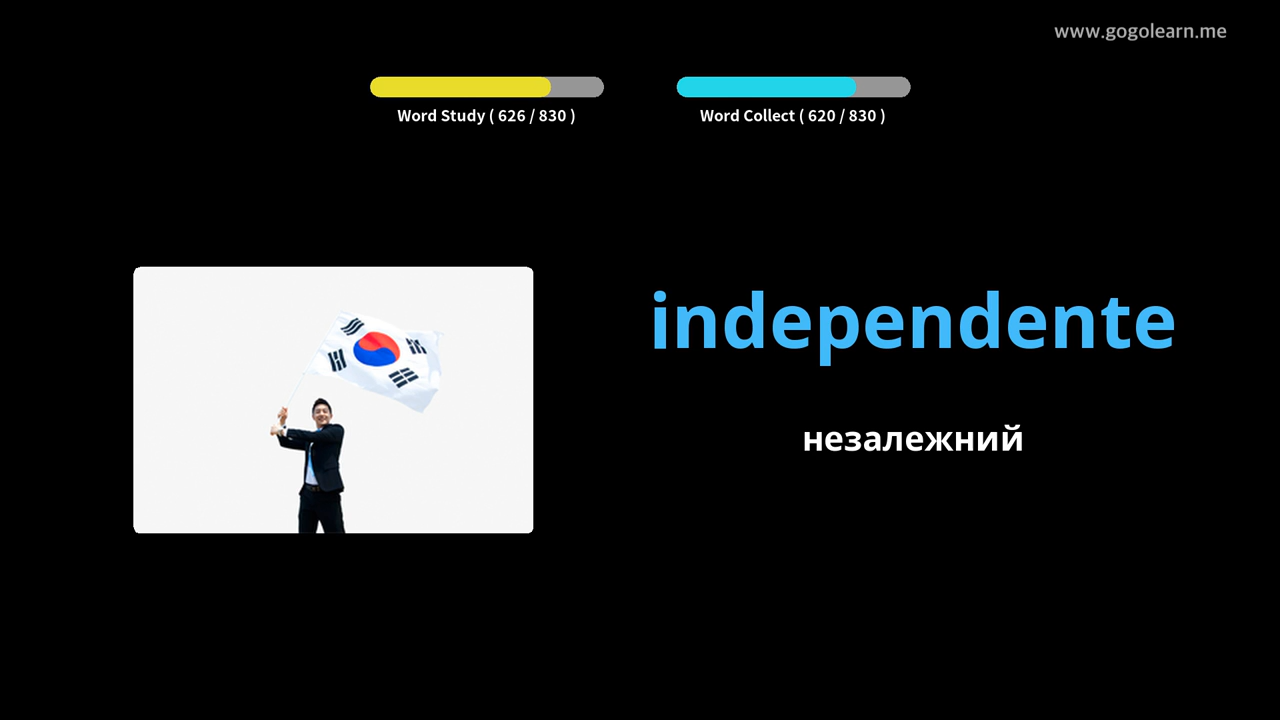 www.gogolearn.me
Word Study ( 626 / 830 )
Word Collect ( 620 / 830 )
independente
незалежний